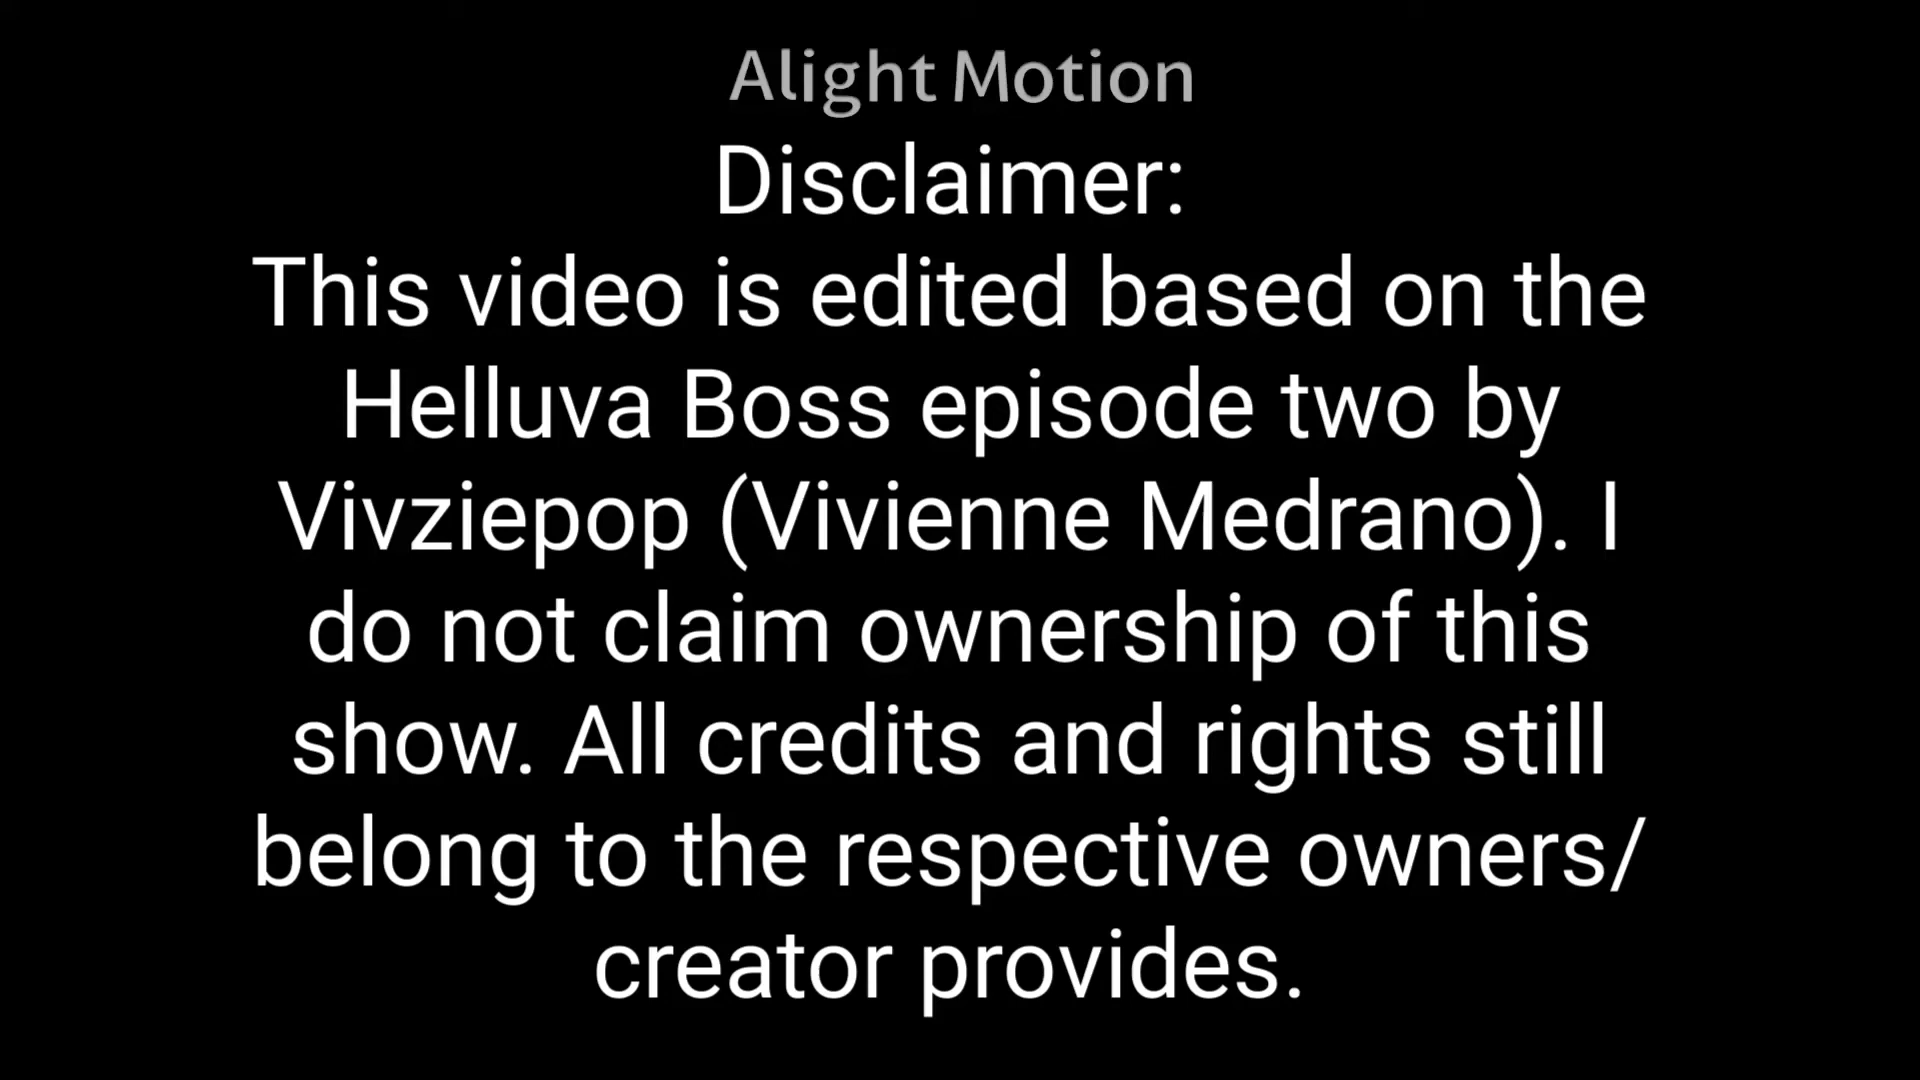 Alight Motion
Disclaimer:
This video is edited based on the
Helluva Boss episode two by
Vivziepop (Vivienne Medrano). I
do not claim ownership of this
show. All credits and rights still
belong to the respective owners/
creator provides.